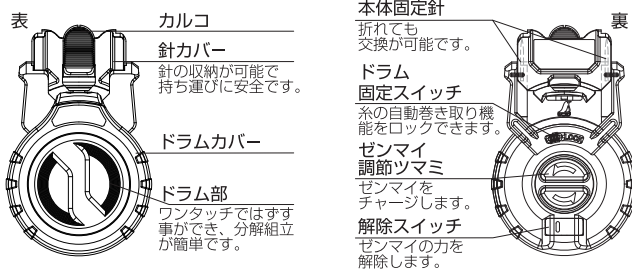 表
カルコ
針カバー
針の収納が可能で
持ち運びに安全です。
ドラムカバー
ドラム部
ワンタッチではずす
事ができ、分解組立
が簡単です。
裏
本体固定針
折れても
交換が可能です。
ドラム
固定スイッチ
糸の自動巻き取り機
能をロックできます。
ゼンマイ
調節ツマミ
ゼンマイを
チャージします。
解除スイッチ
ゼンマイの力を
解除します。